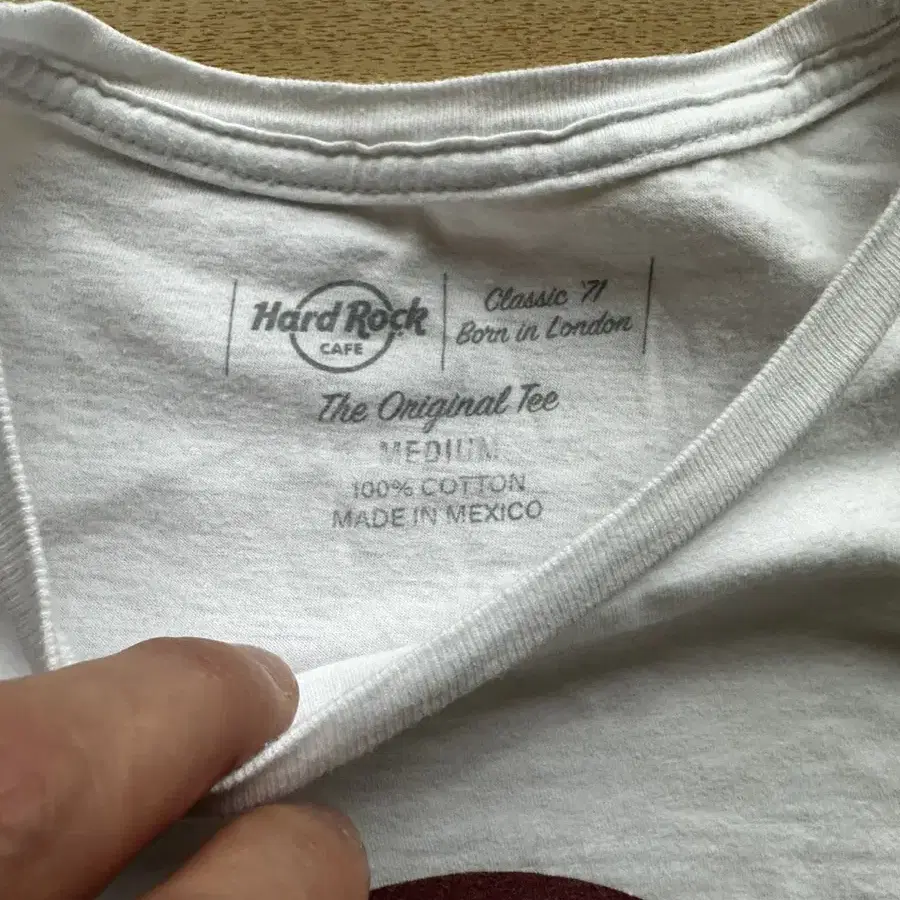 Hard Rock
CAFE
Classic '71
Born in London
The Original Tee
MEDIUM
100% COTTON
MADE IN MEXICO